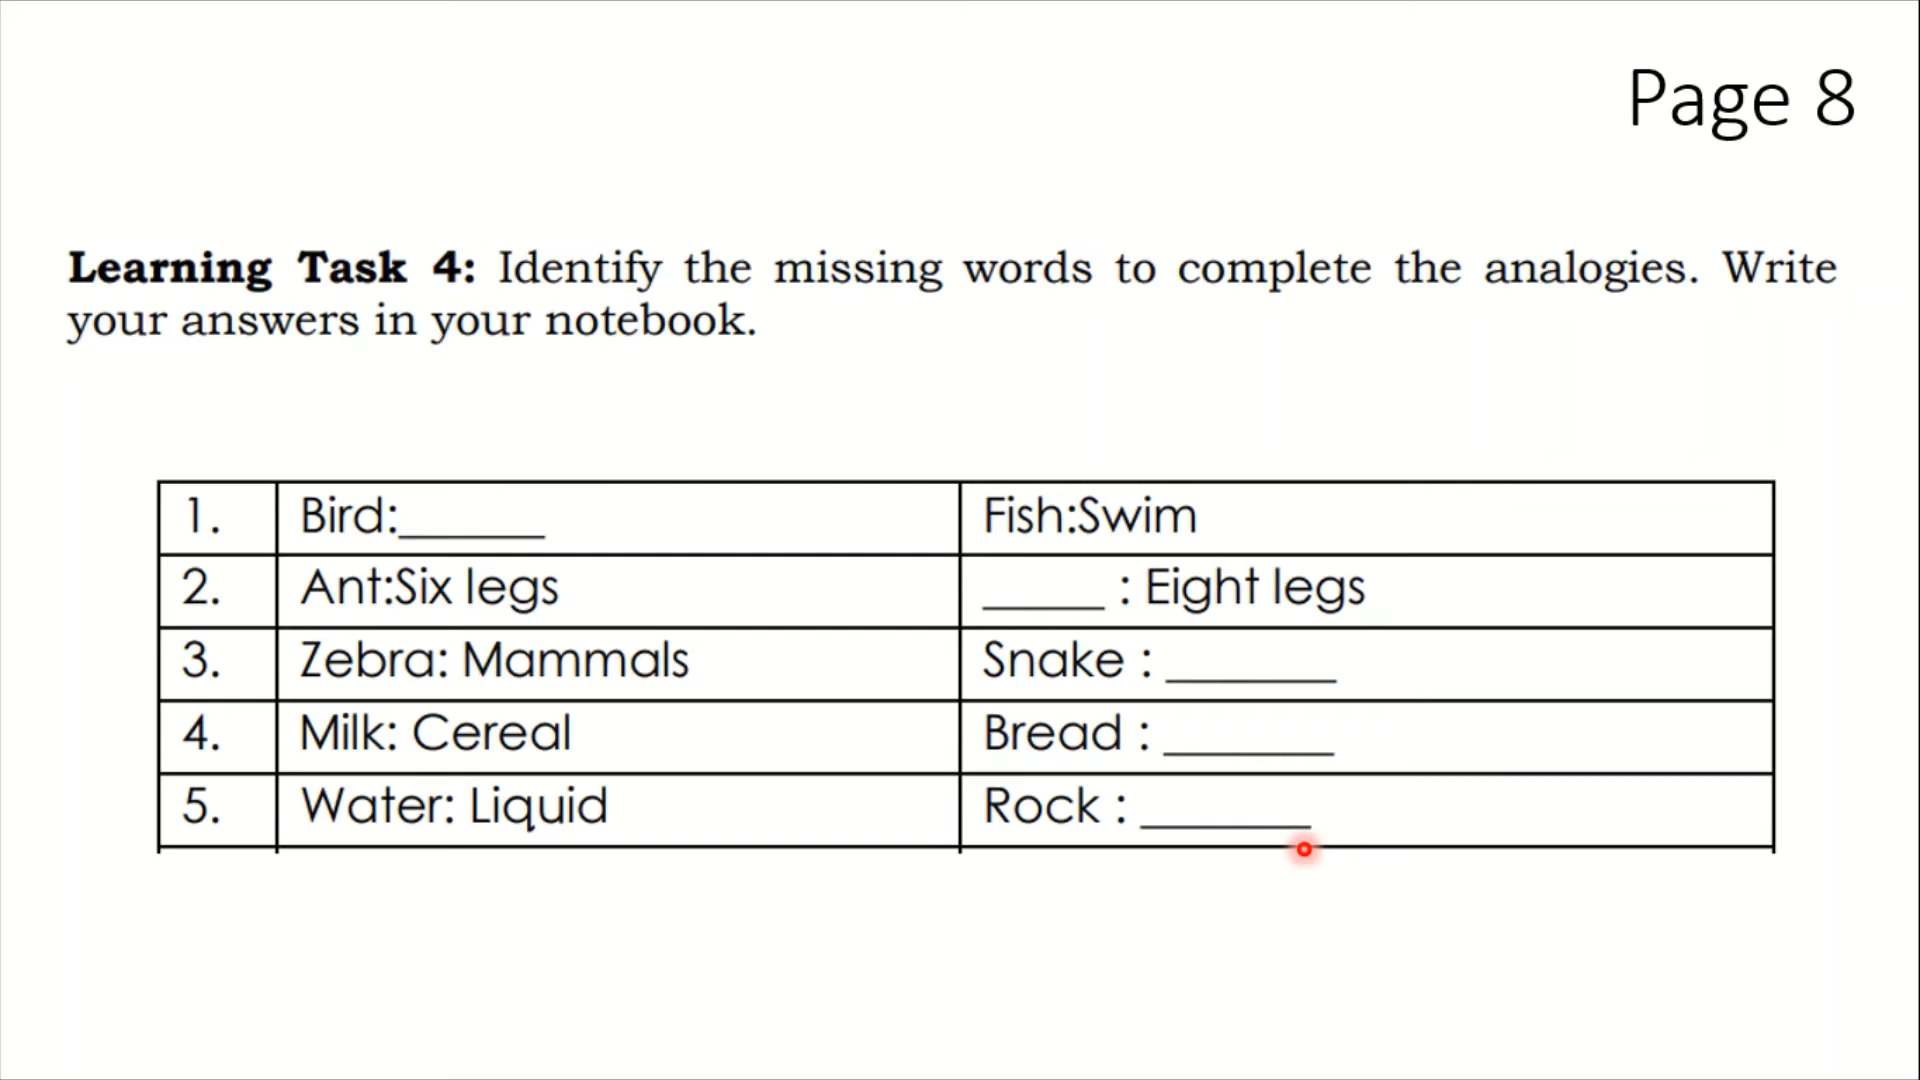 Page 8
Learning Task 4: Identify the missing words to complete the analogies. Write
your answers in your notebook.
1. Bird:______ Fish:Swim
2. Ant:Six legs _____ : Eight legs
3. Zebra: Mammals Snake : _______
4. Milk: Cereal Bread : _______
5. Water: Liquid Rock : _______